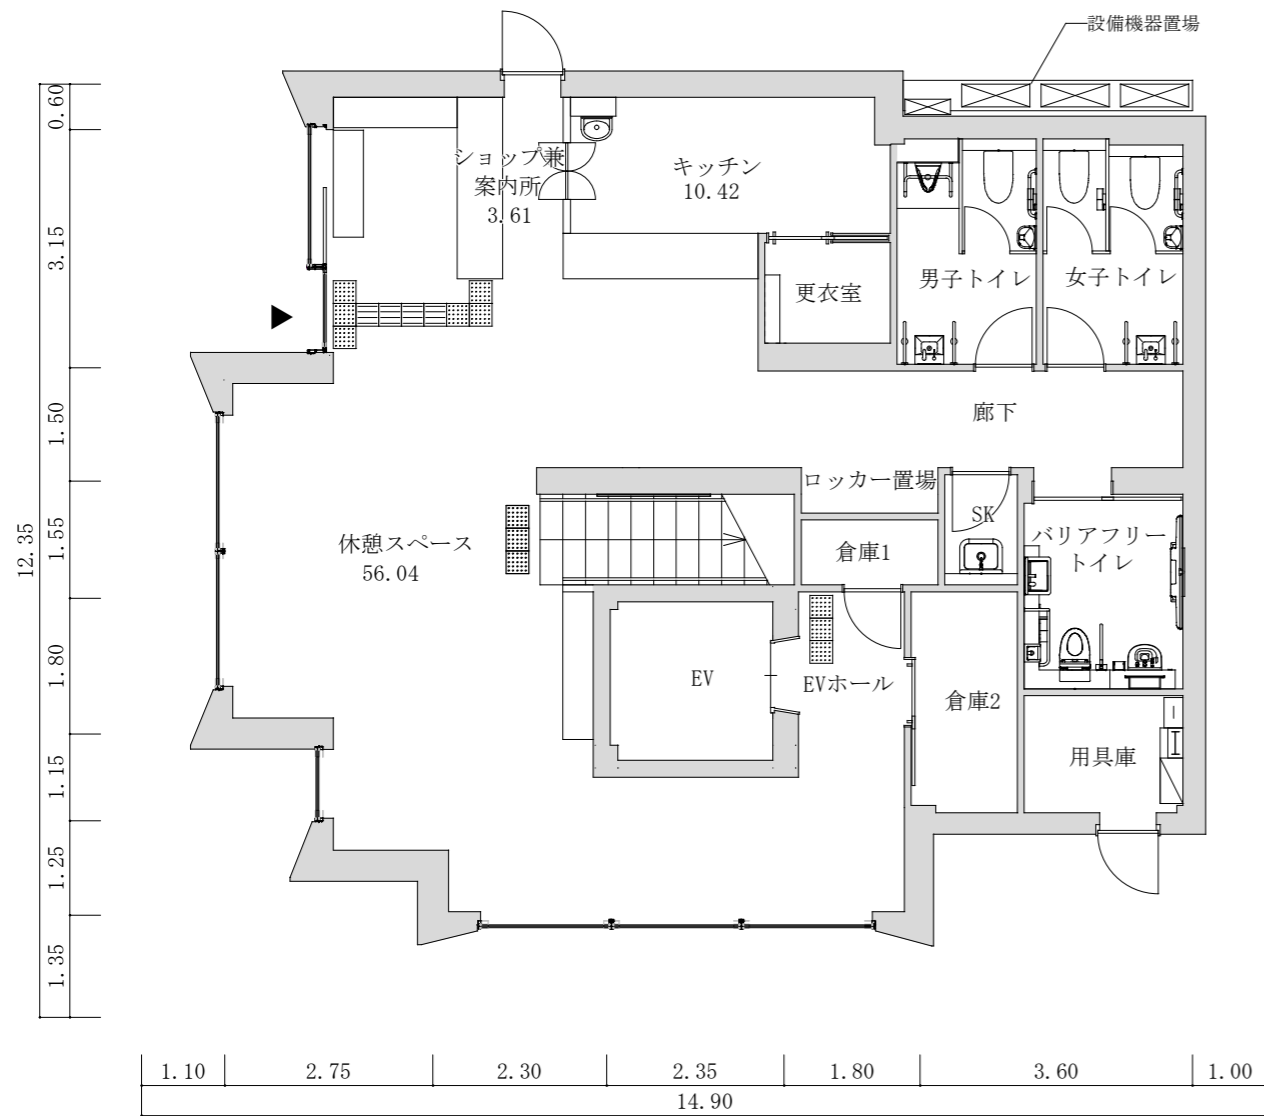 設備機器置場
ショップ兼
案内所
3.61
キッチン
10.42
更衣室
男子トイレ
女子トイレ
廊下
ロッカー置場
SK
バリアフリー
トイレ
倉庫1
休憩スペース
56.04
EV
EVホール
倉庫2
用具庫
0.60
3.15
1.50
1.55
1.80
1.15
1.25
1.35
12.35
1.10
2.75
2.30
2.35
1.80
3.60
1.00
14.90